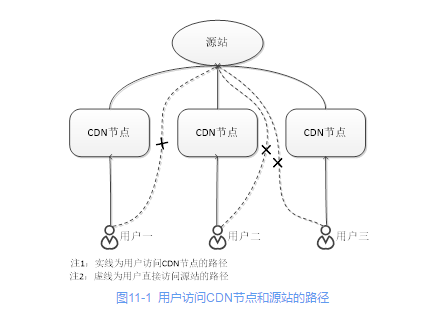 源站
CDN节点 CDN节点 CDN节点
用户一 用户二 用户三
注1：实线为用户访问CDN节点的路径
注2：虚线为用户直接访问源站的路径
图11-1 用户访问CDN节点和源站的路径